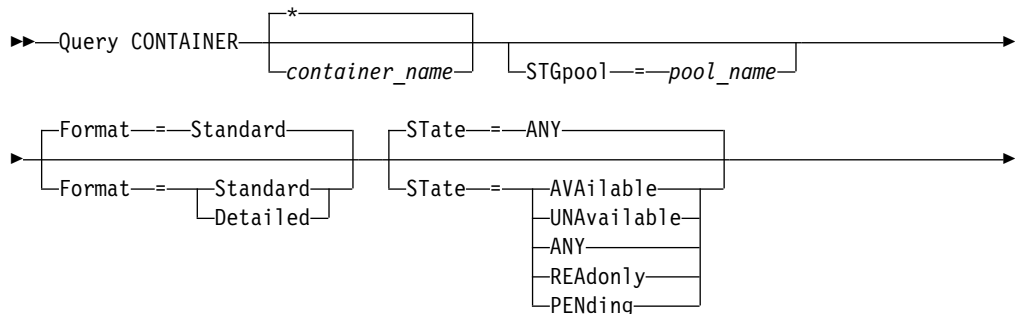 *
Query CONTAINER
container_name
STGpool = pool_name
Format = Standard
STate = ANY
Format = Standard
STate = AVAilable
Detailed
UNAvailable
ANY
REAdonly
PENding